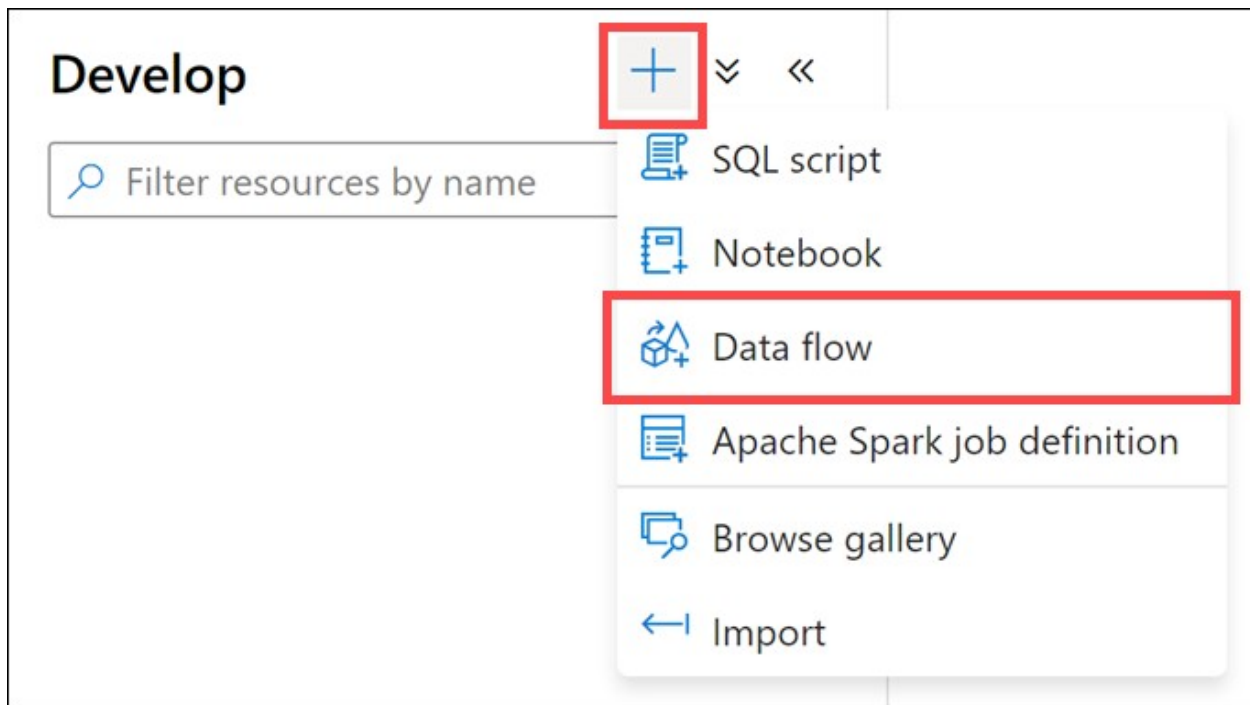 Develop
Filter resources by name
SQL script
Notebook
Data flow
Apache Spark job definition
Browse gallery
Import